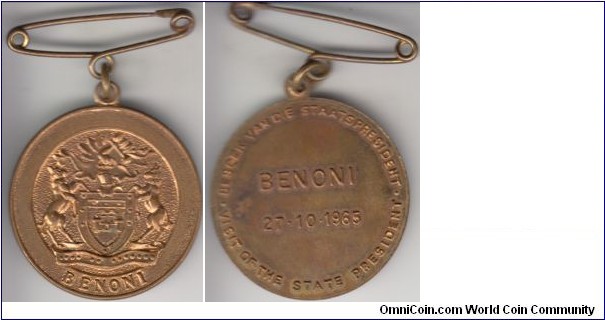 BENONI
BESOEK VAN DIE STAATSPRESIDENT
BENONI
27-10-1965
VISIT OF THE STATE PRESIDENT
OmniCoin.com World Coin Community